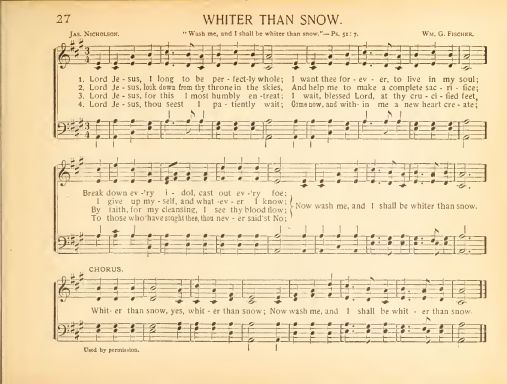 27
WHITER THAN SNOW.
JAS. NICHOLSON. "Wash me, and I shall be whiter than snow."—Ps. 51: 7. WM. G. FISCHER.
1. Lord Je - sus, I long to be per - fect-ly whole; I want thee for - ev - er, to live in my soul;
2. Lord Je - sus, look down from thy throne in the skies, And help me to make a complete sac - ri - fice;
3. Lord Je - sus, for this I most humbly en-treat: I wait, blessed Lord, at thy cru - ci - fied feet,
4. Lord Je - sus, thou seest I pa - tiently wait; Come now, and with- in me a new heart cre - ate;
Break down ev -'ry i - dol, cast out ev -'ry foe;
I give up my - self, and what -ev - er I know;
By faith, for my cleansing, I see thy blood flow;
To those who have sought thee, thou nev - er said'st No;
Now wash me, and I shall be whiter than snow.
CHORUS.
Whit- er than snow, yes, whit - er than snow; Now wash me, and I shall be whit - er than snow.
Used by permission.